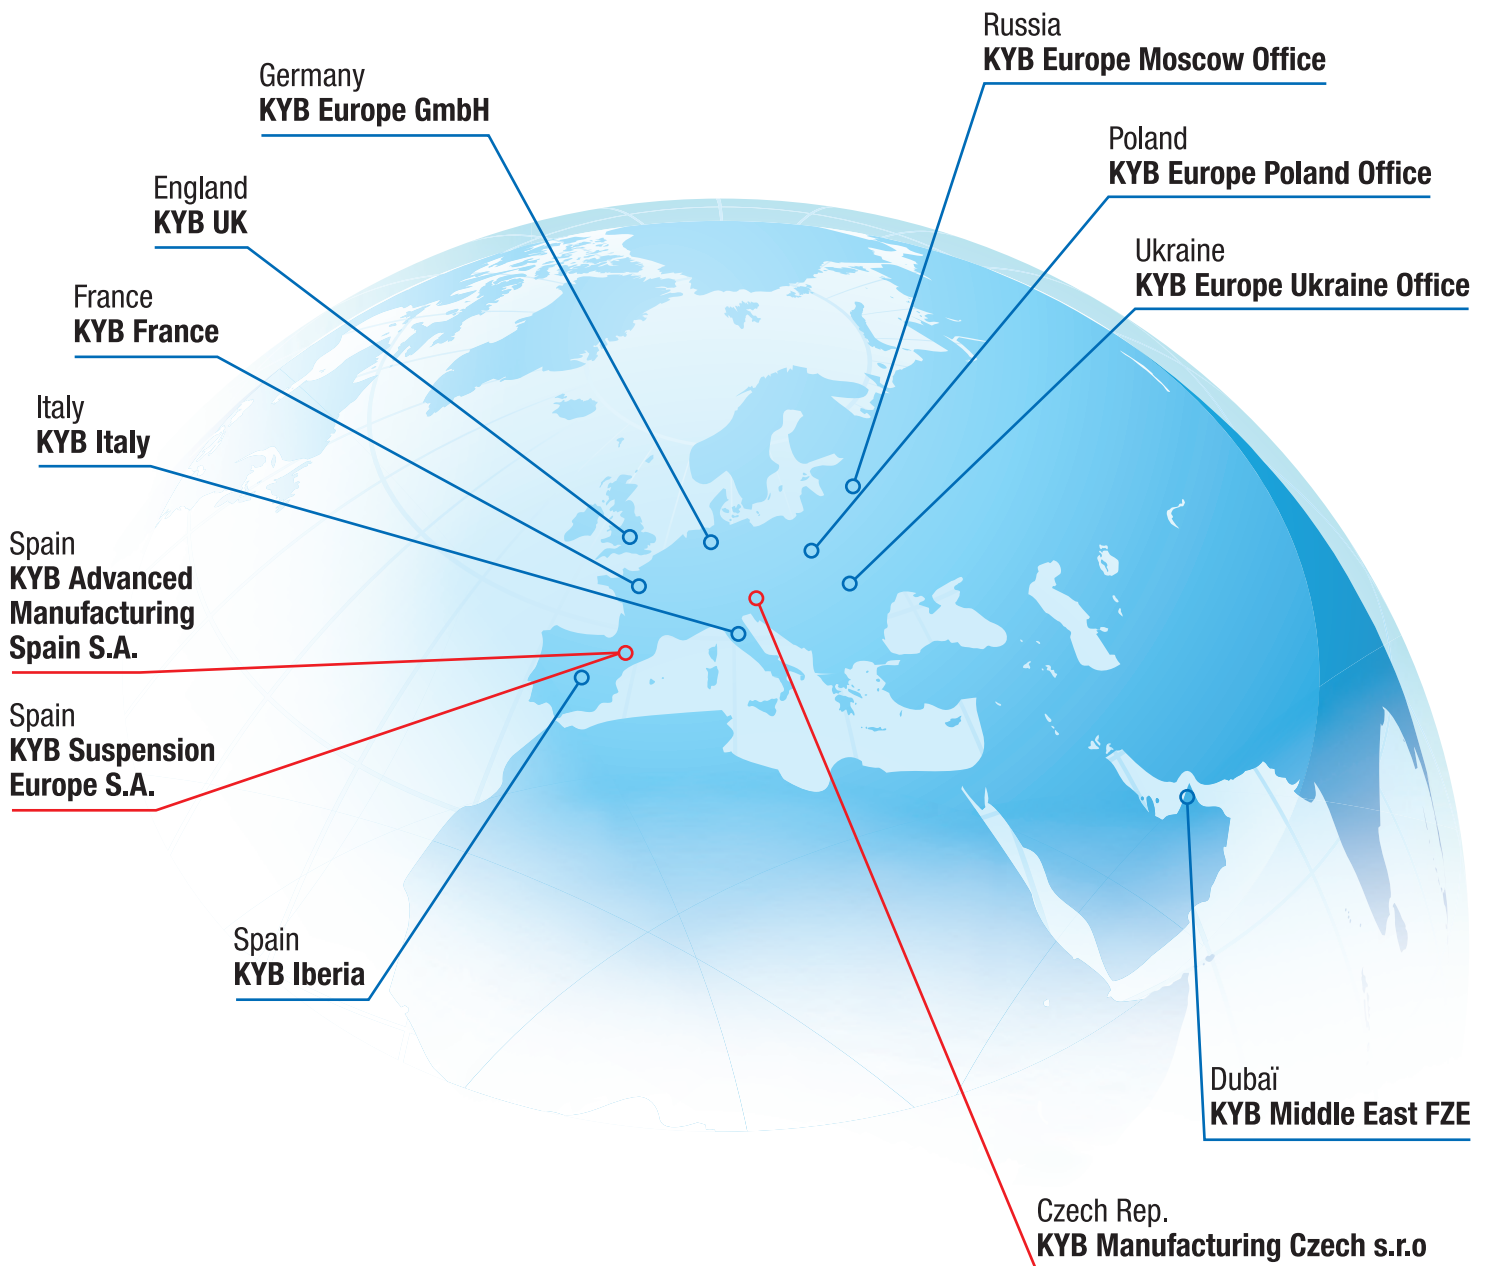 Russia
KYB Europe Moscow Office
Germany
KYB Europe GmbH
Poland
KYB Europe Poland Office
England
KYB UK
Ukraine
KYB Europe Ukraine Office
France
KYB France
Italy
KYB Italy
Spain
KYB Advanced
Manufacturing
Spain S.A.
Spain
KYB Suspension
Europe S.A.
Spain
KYB Iberia
Dubaï
KYB Middle East FZE
Czech Rep.
KYB Manufacturing Czech s.r.o